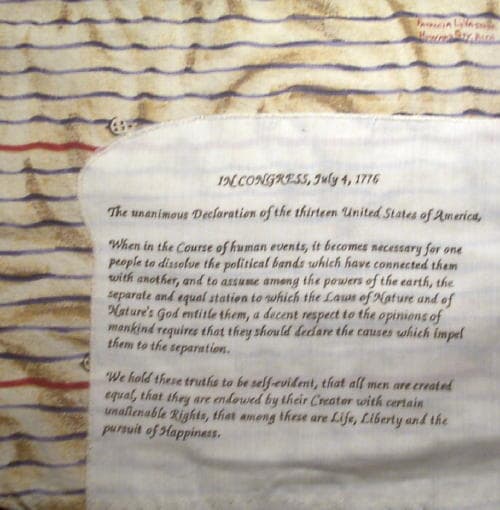 IN CONGRESS, July 4, 1776
The unanimous Declaration of the thirteen United States of America,
When in the Course of human events, it becomes necessary for one
people to dissolve the political bands which have connected them
with another, and to assume among the powers of the earth, the
separate and equal station to which the Laws of Nature and of
Nature's God entitle them, a decent respect to the opinions of
mankind requires that they should declare the causes which impel
them to the separation.
We hold these truths to be self-evident, that all men are created
equal, that they are endowed by their Creator with certain
unalienable Rights, that among these are Life, Liberty and the
pursuit of Happiness.